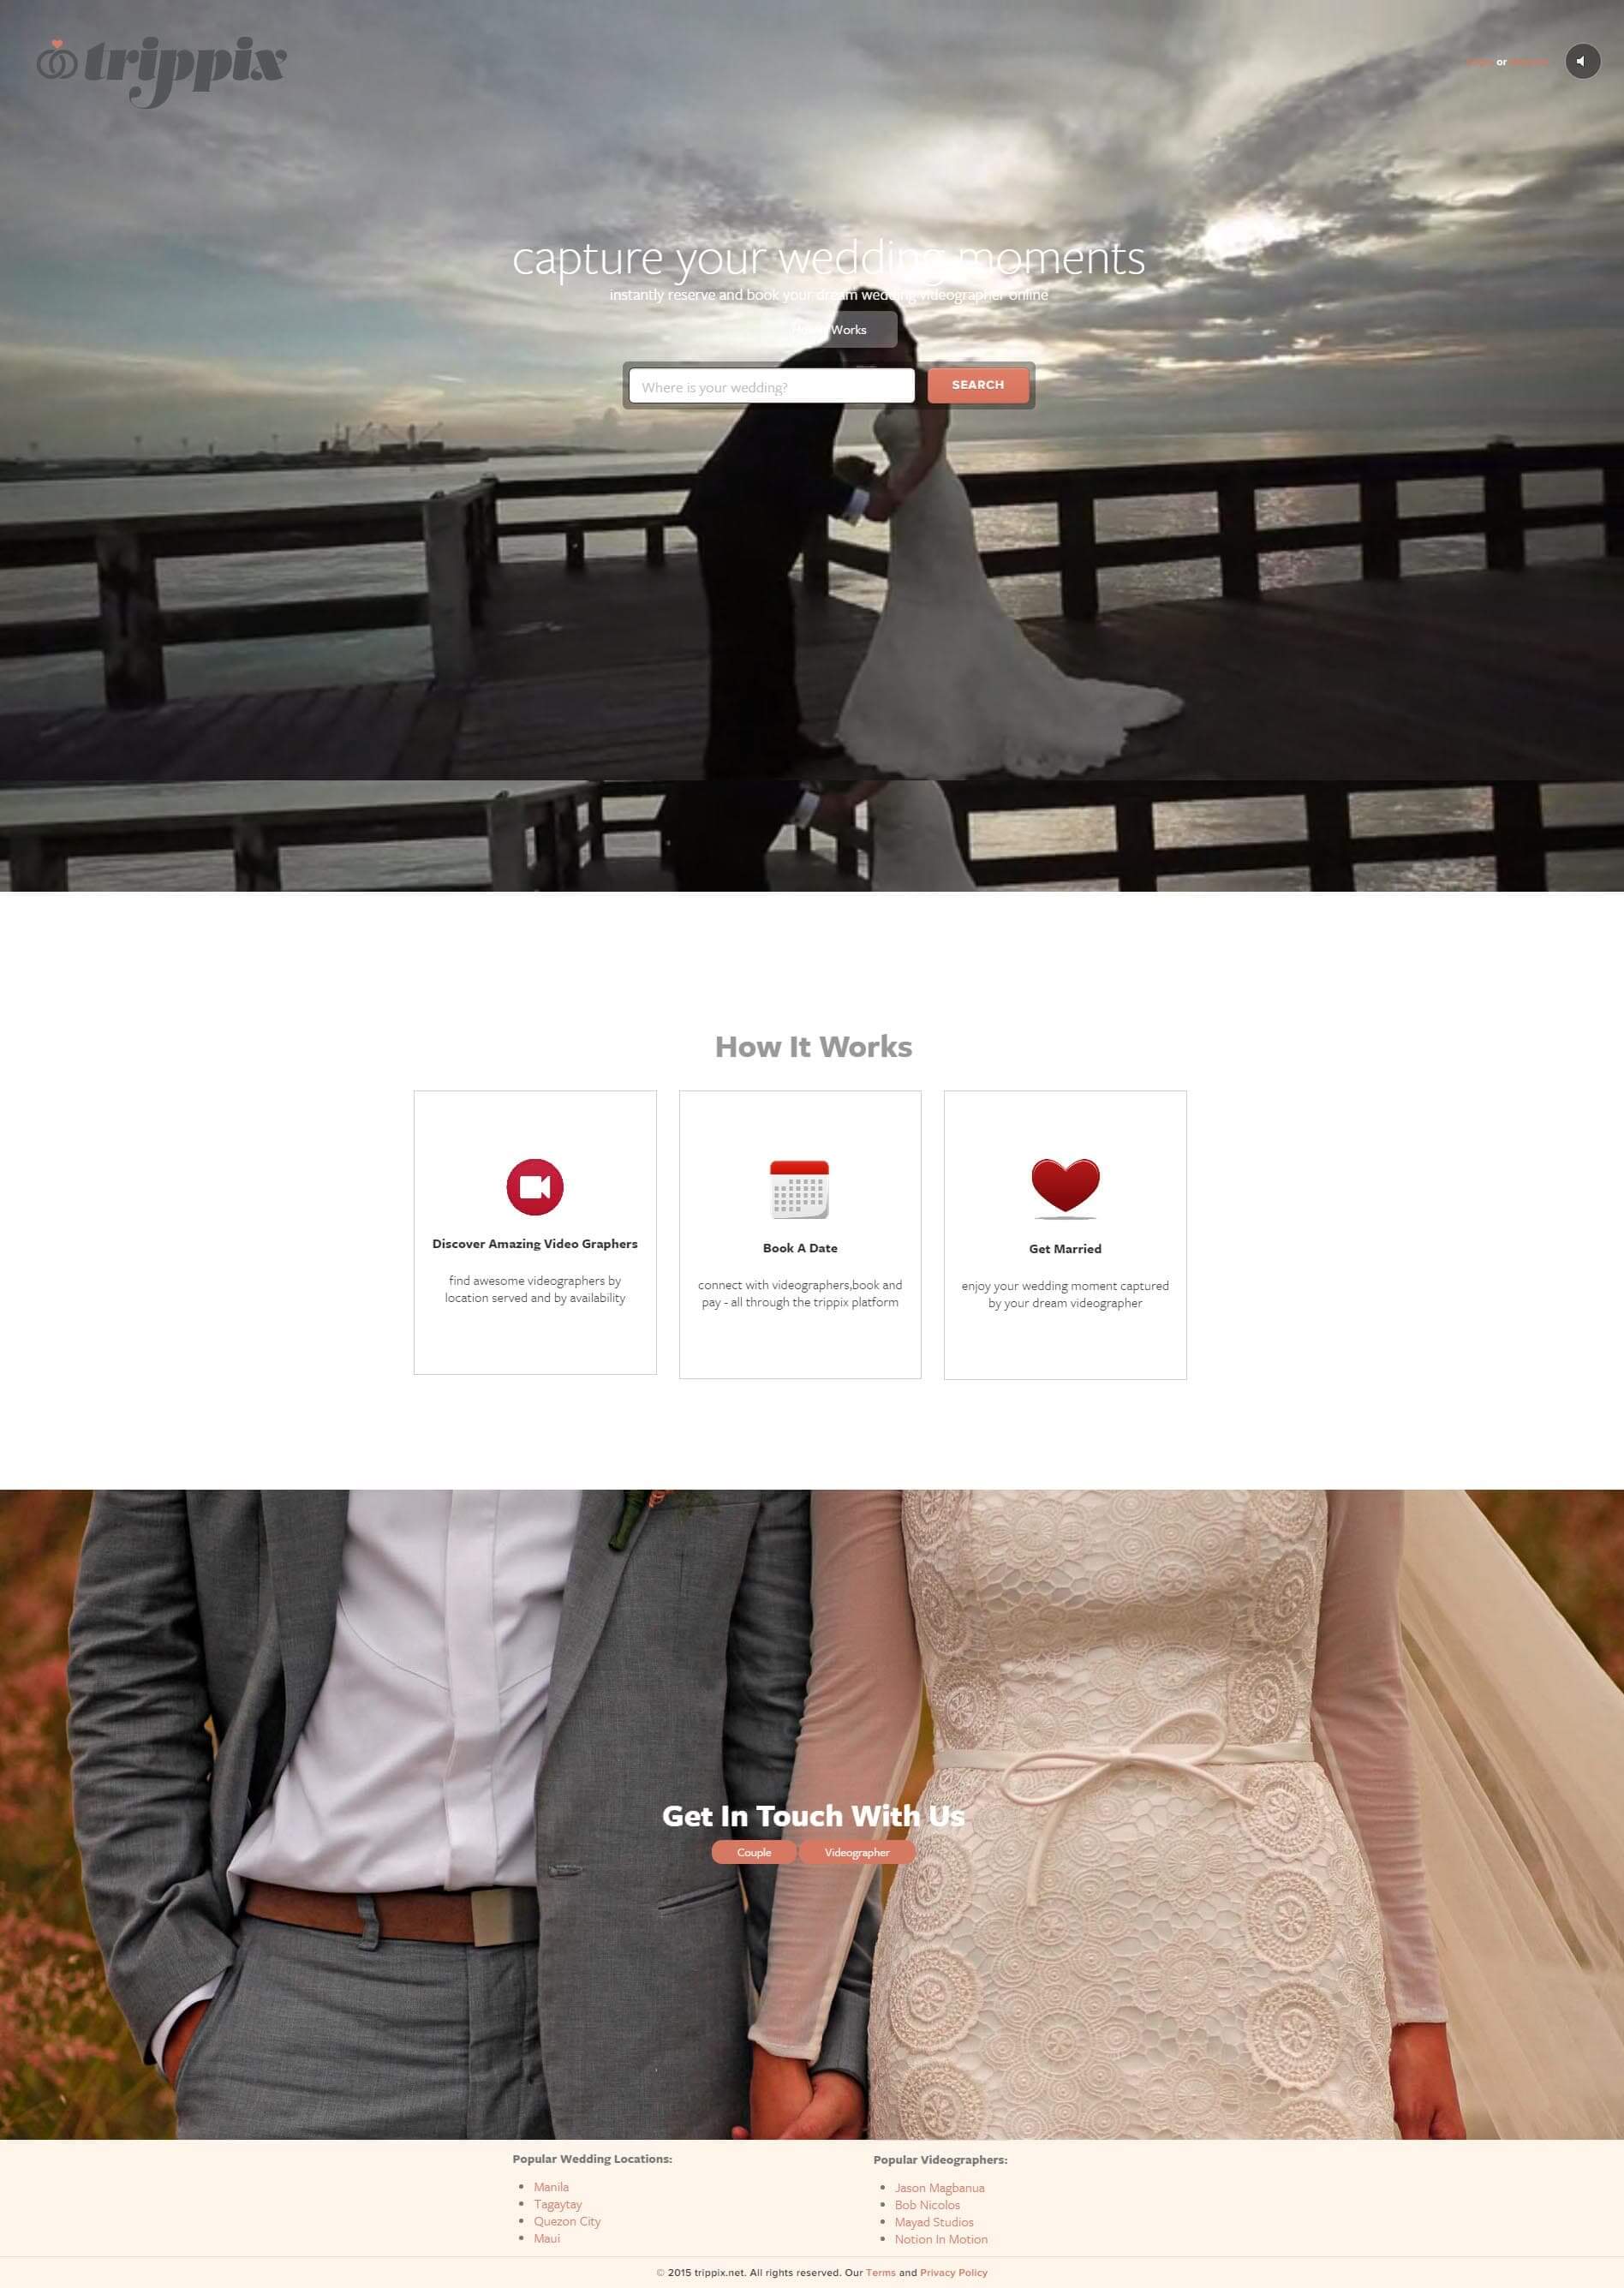 trippix
or
capture your wedding moments
instantly reserve and book your dream wedding videographer online
Works
Where is your wedding?
SEARCH
How It Works
Discover Amazing Video Graphers
find awesome videographers by
location served and by availability
Book A Date
connect with videographers,book and
pay - all through the trippix platform
Get Married
enjoy your wedding moment captured
by your dream videographer
Get In Touch With Us
Couple
Videographer
Popular Wedding Locations:
Manila
Tagaytay
Quezon City
Maui
Popular Videographers:
Jason Magbanua
Bob Nicolos
Mayad Studios
Notion In Motion
© 2015 trippix.net. All rights reserved. Our Terms and Privacy Policy